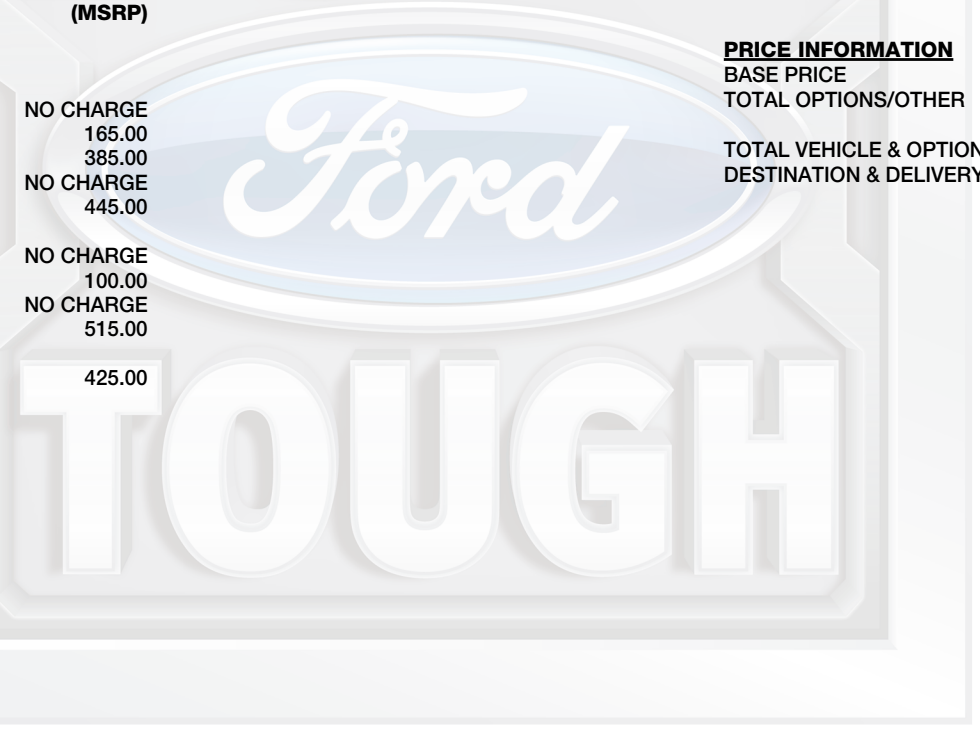 (MSRP)
NO CHARGE
165.00
385.00
NO CHARGE
445.00
NO CHARGE
100.00
NO CHARGE
515.00
425.00
PRICE INFORMATION
BASE PRICE
TOTAL OPTIONS/OTHER
TOTAL VEHICLE & OPTION
DESTINATION & DELIVERY
Ford
TOUGH